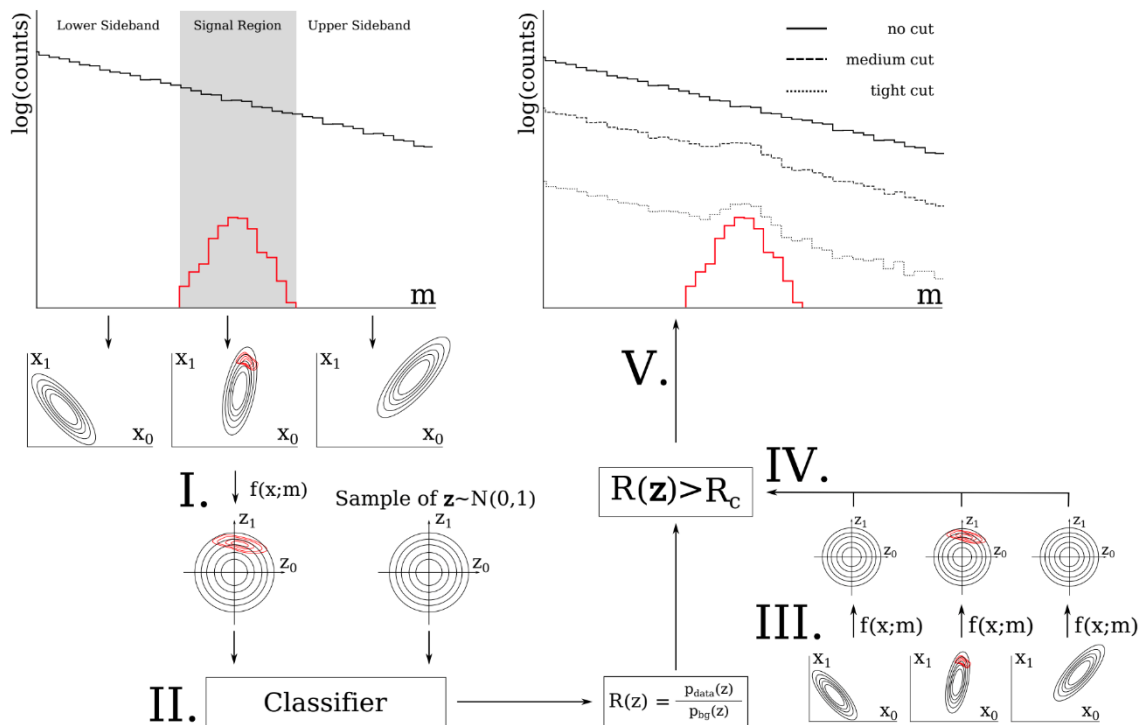 Lower Sideband
Signal Region
Upper Sideband
log(counts)
m
no cut
medium cut
tight cut
log(counts)
m
x1
x0
x1
x0
x1
x0
I.
f(x;m)
Sample of z~N(0,1)
z1
z0
z1
z0
II.
Classifier
R(z) = pdata(z) / pbg(z)
III.
x1
x0
x1
x0
x1
x0
f(x;m)
f(x;m)
f(x;m)
z1
z0
z1
z0
z1
z0
IV.
R(z)>Rc
V.